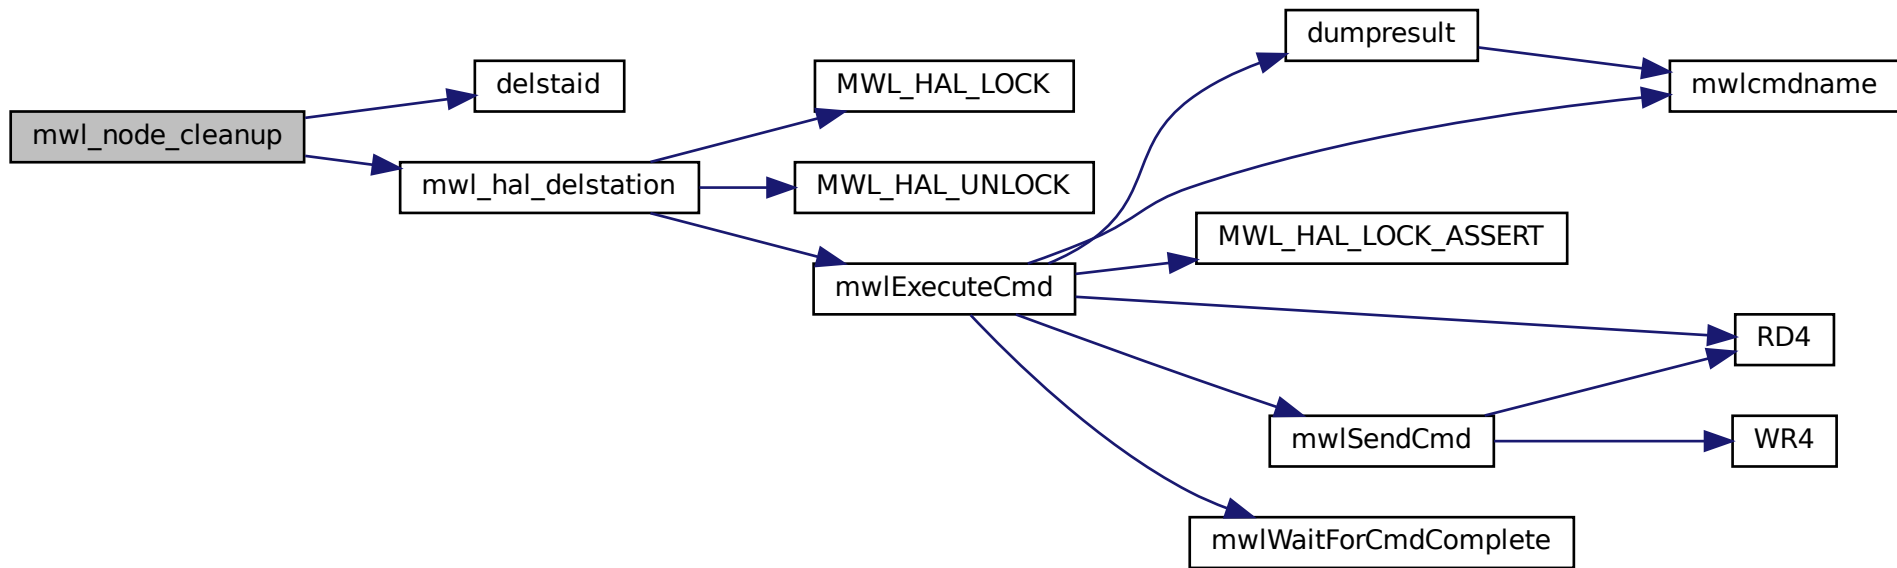 mwl_node_cleanup
delstaid
mwl_hal_delstation
MWL_HAL_LOCK
MWL_HAL_UNLOCK
mwlExecuteCmd
dumpresult
mwlcmdname
MWL_HAL_LOCK_ASSERT
RD4
mwlSendCmd
WR4
mwlWaitForCmdComplete